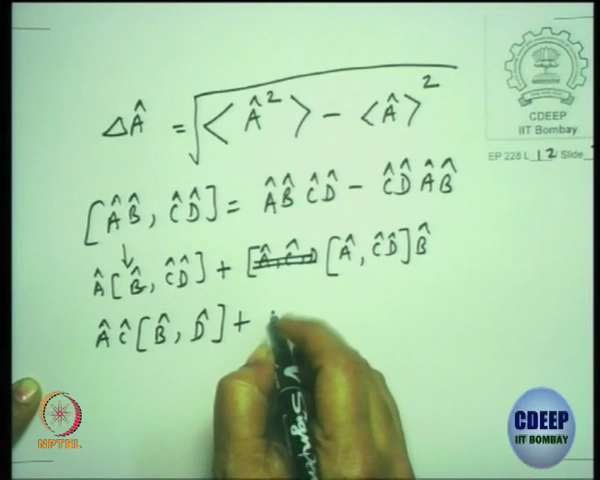 ΔÂ = √(⟨Â²⟩ − ⟨Â⟩²)
[ÂB̂, ĈD̂] = ÂB̂ ĈD̂ − ĈD̂ ÂB̂
Â[B̂, ĈD̂] + [Â, ĈD̂]B̂
ÂĈ[B̂, D̂] +
CDEEP
IIT Bombay
EP 228 L 12 Slide
NPTEL
CDEEP
IIT BOMBAY